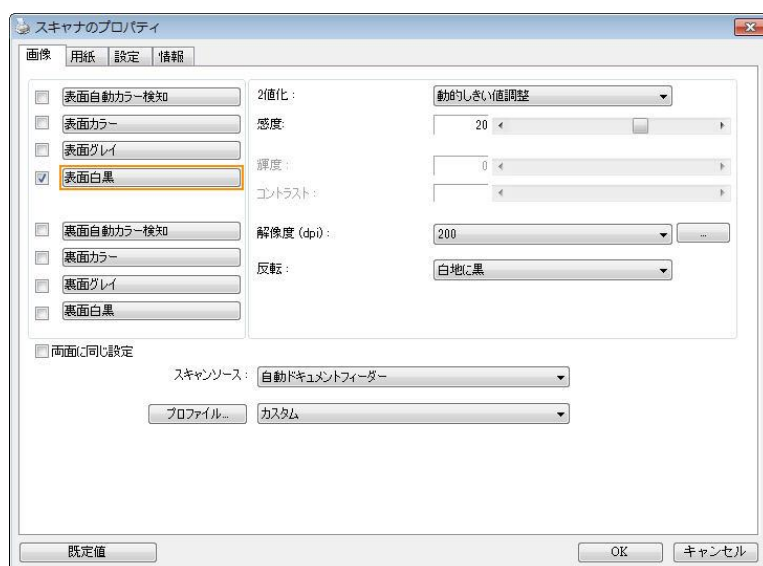 スキャナのプロパティ
画像 用紙 設定 情報
表面自動カラー検知 2値化: 動的しきい値調整
表面カラー 感度: 20
表面グレイ
輝度: 0
表面白黒
コントラスト:
裏面自動カラー検知 解像度 (dpi): 200 ...
裏面カラー
反転: 白地に黒
裏面グレイ
裏面白黒
両面に同じ設定
スキャンソース: 自動ドキュメントフィーダー
プロファイル... カスタム
既定値 OK キャンセル